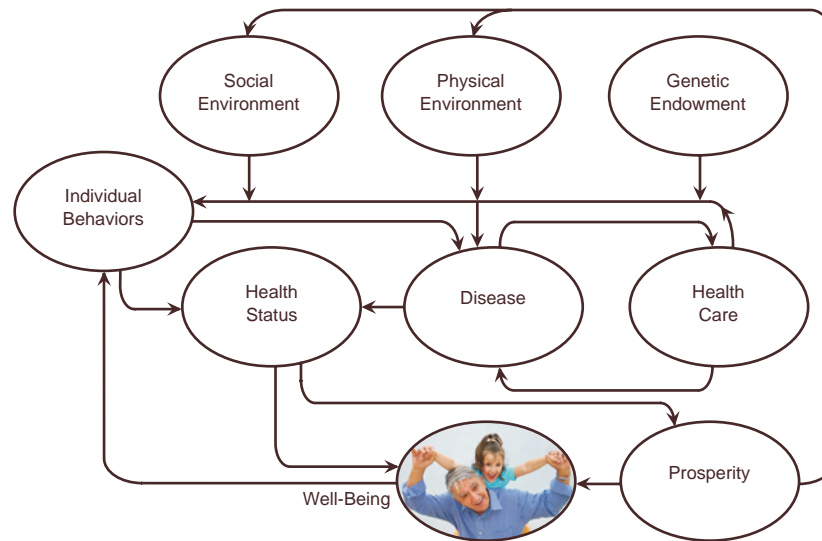 Social
Environment
Physical
Environment
Genetic
Endowment
Individual
Behaviors
Health
Status
Disease
Health
Care
Prosperity
Well-Being